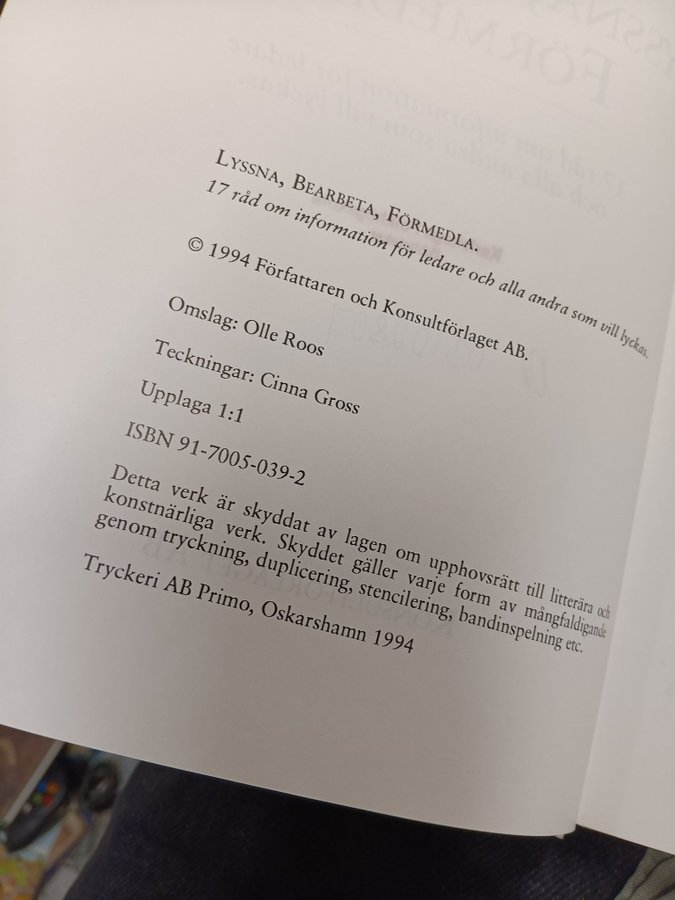 LYSSNA, BEARBETA, FÖRMEDLA.
17 råd om information för ledare och alla andra som vill lyckas.
© 1994 Författaren och Konsultförlaget AB.
Omslag: Olle Roos
Teckningar: Cinna Gross
Upplaga 1:1
ISBN 91-7005-039-2
Detta verk är skyddat av lagen om upphovsrätt till litterära och
konstnärliga verk. Skyddet gäller varje form av mångfaldigande
genom tryckning, duplicering, stencilering, bandinspelning etc.
Tryckeri AB Primo, Oskarshamn 1994